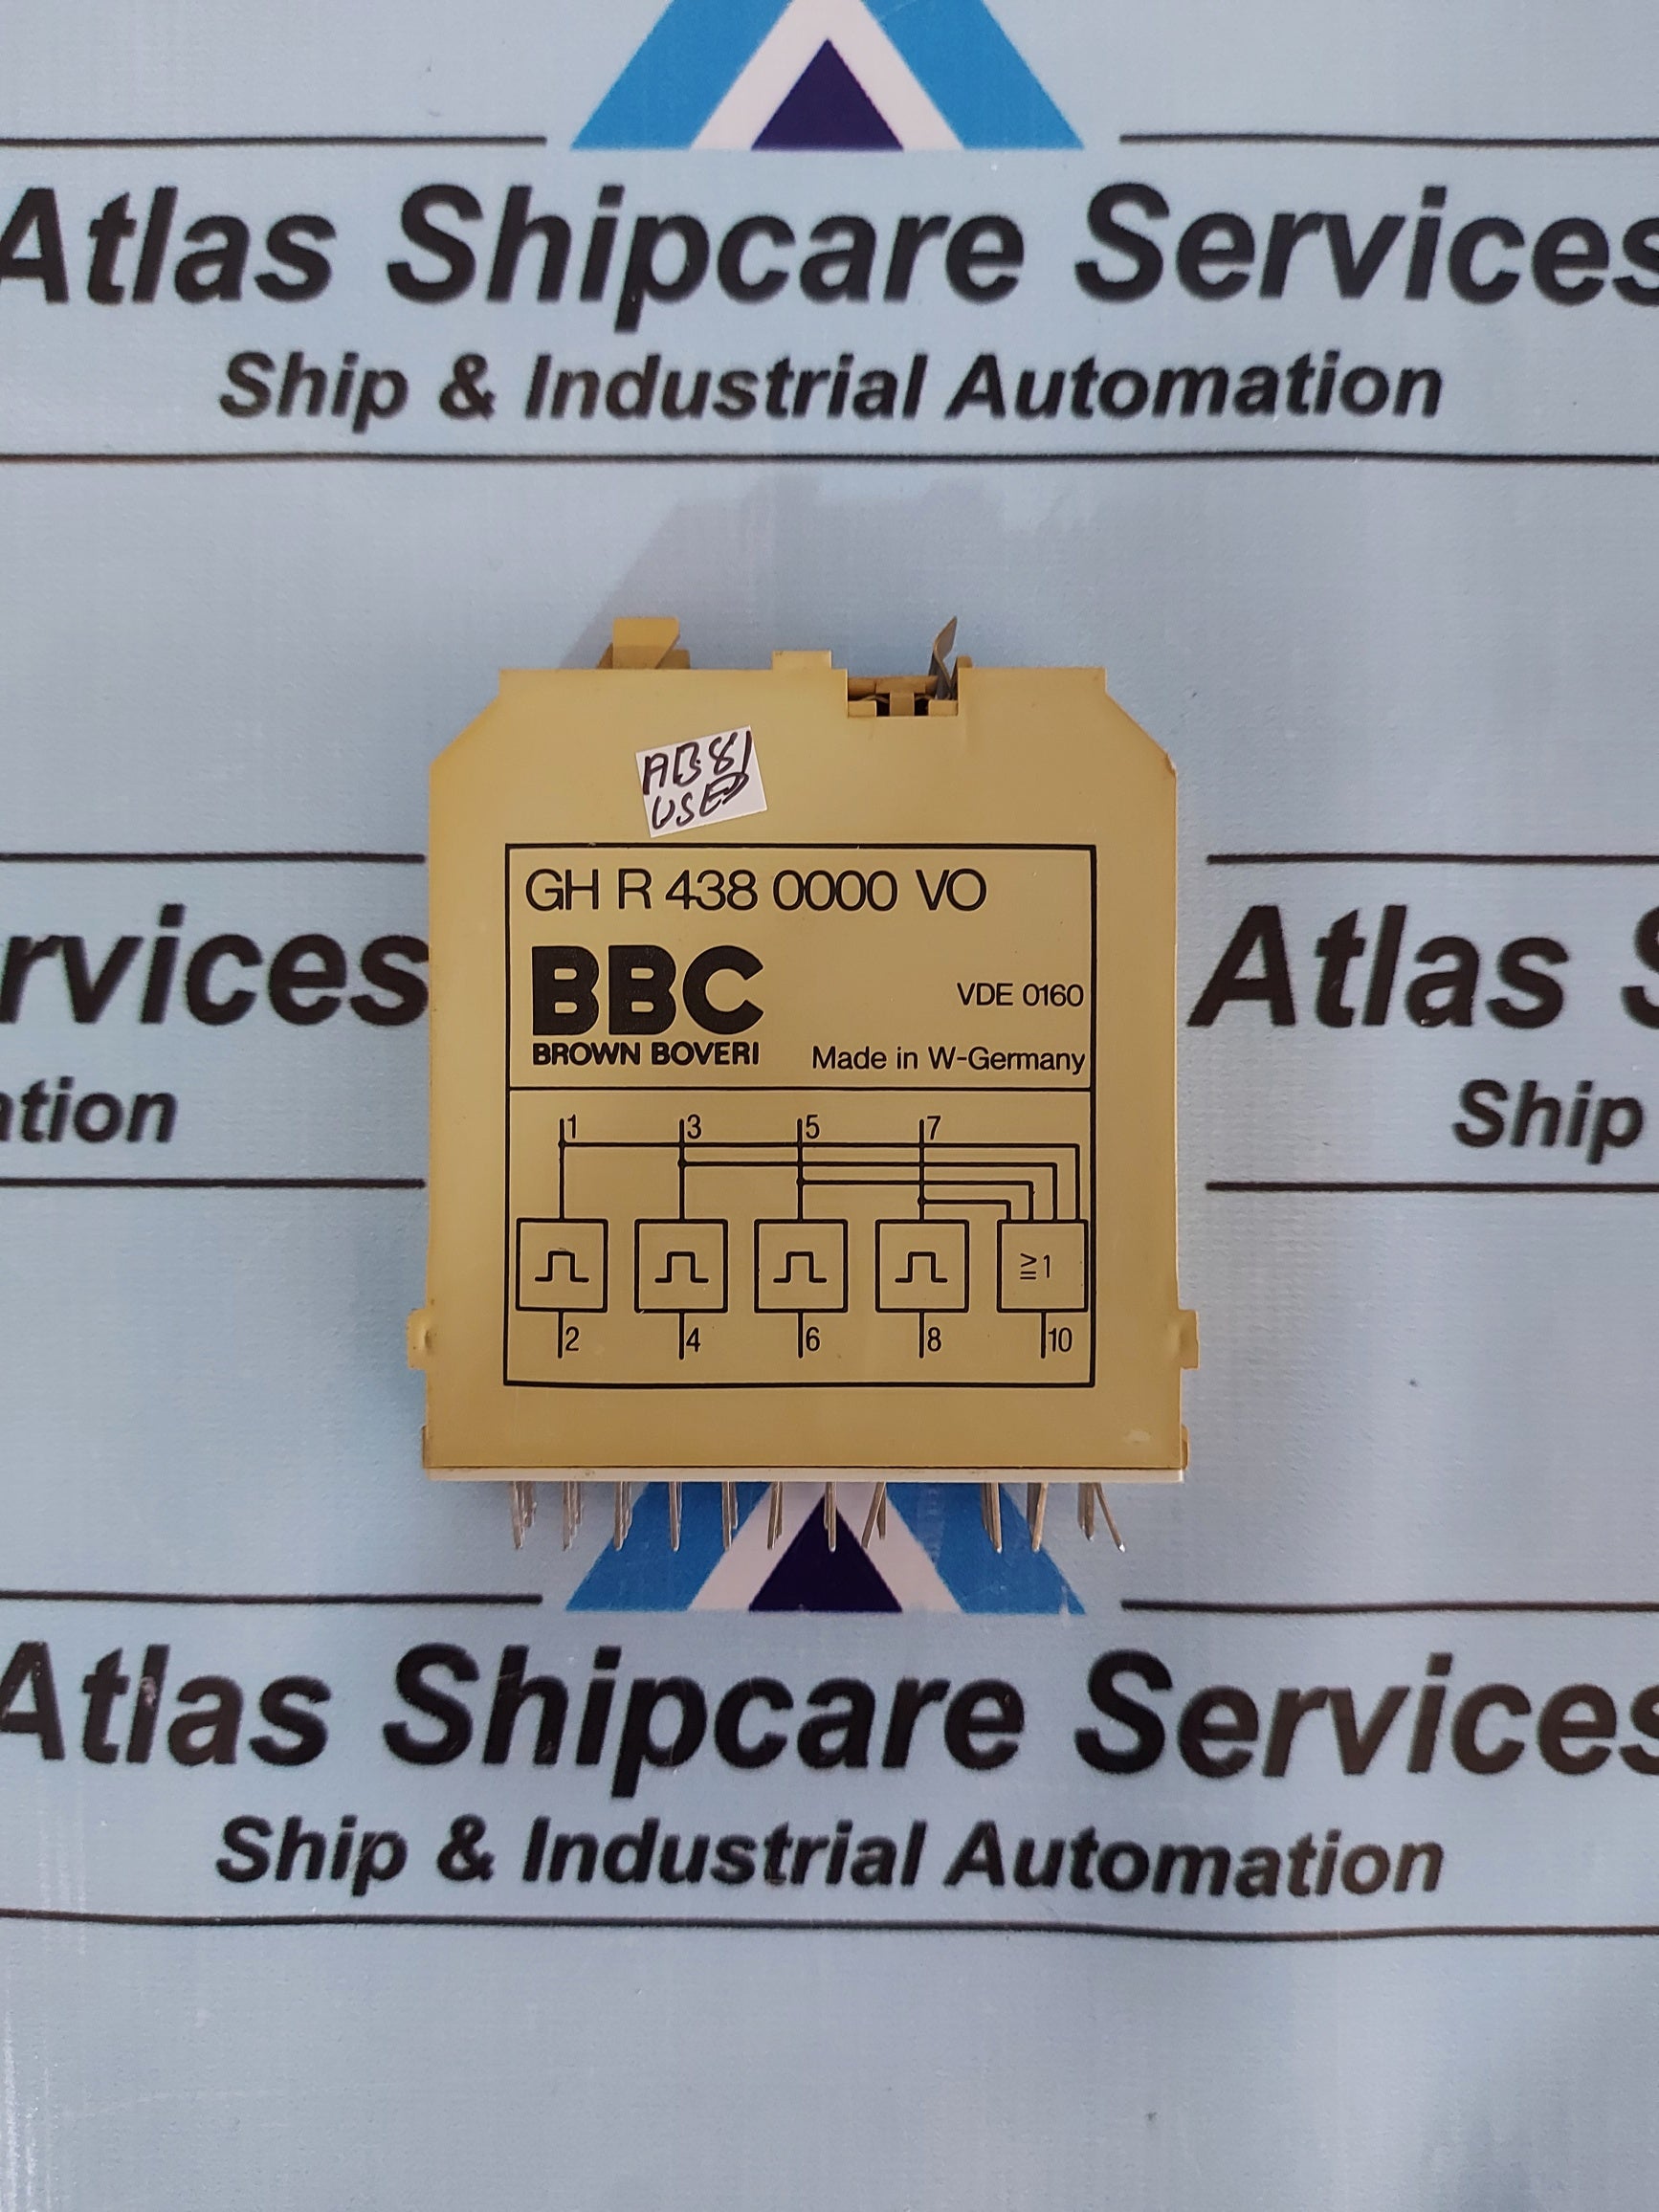 Atlas Shipcare Services
Ship & Industrial Automation
AB81
USED
GH R 438 0000 VO
BBC
BROWN BOVERI
VDE 0160
Made in W-Germany
1 3 5 7
≧1
2 4 6 8 10
rvices
Atlas S
ation
Ship
Atlas Shipcare Services
Ship & Industrial Automation